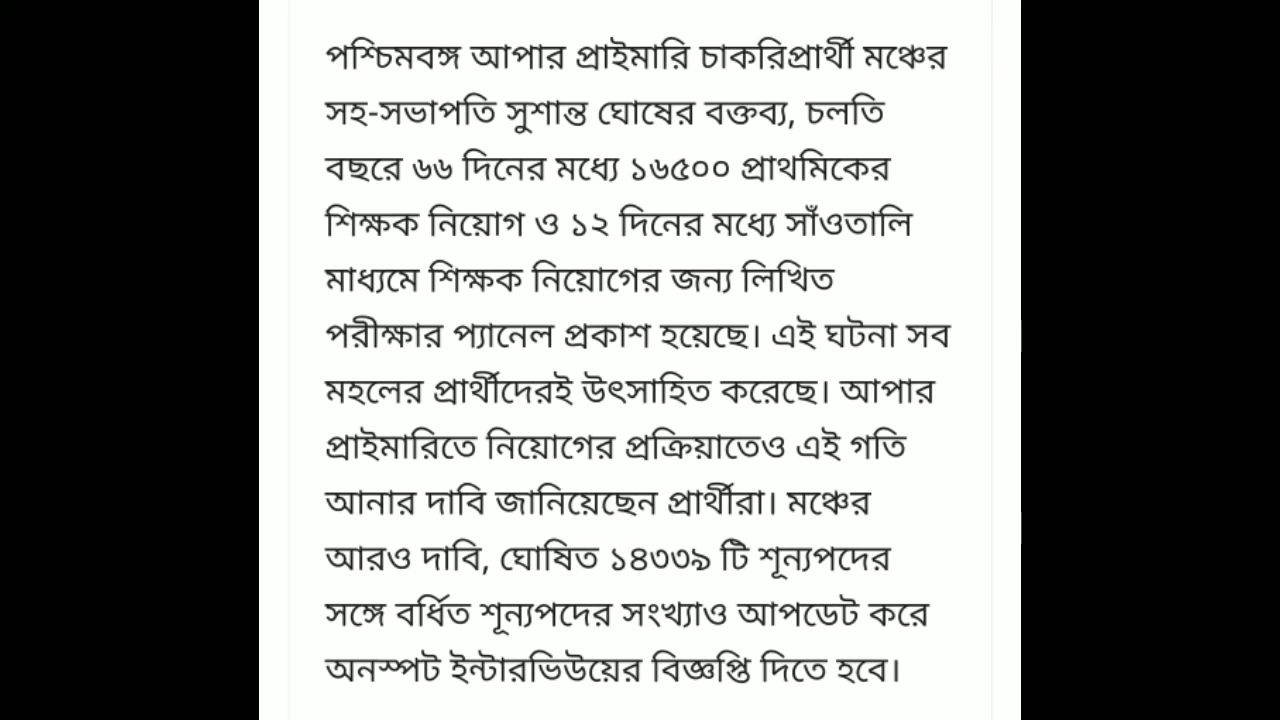 পশ্চিমবঙ্গ আপার প্রাইমারি চাকরিপ্রার্থী মঞ্চের
সহ-সভাপতি সুশান্ত ঘোষের বক্তব্য, চলতি
বছরে ৬৬ দিনের মধ্যে ১৬৫০০ প্রাথমিকের
শিক্ষক নিয়োগ ও ১২ দিনের মধ্যে সাঁওতালি
মাধ্যমে শিক্ষক নিয়োগের জন্য লিখিত
পরীক্ষার প্যানেল প্রকাশ হয়েছে। এই ঘটনা সব
মহলের প্রার্থীদেরই উৎসাহিত করেছে। আপার
প্রাইমারিতে নিয়োগের প্রক্রিয়াতেও এই গতি
আনার দাবি জানিয়েছেন প্রার্থীরা। মঞ্চের
আরও দাবি, ঘোষিত ১৪৩৩৯ টি শূন্যপদের
সঙ্গে বর্ধিত শূন্যপদের সংখ্যাও আপডেট করে
অনস্পট ইন্টারভিউয়ের বিজ্ঞপ্তি দিতে হবে।